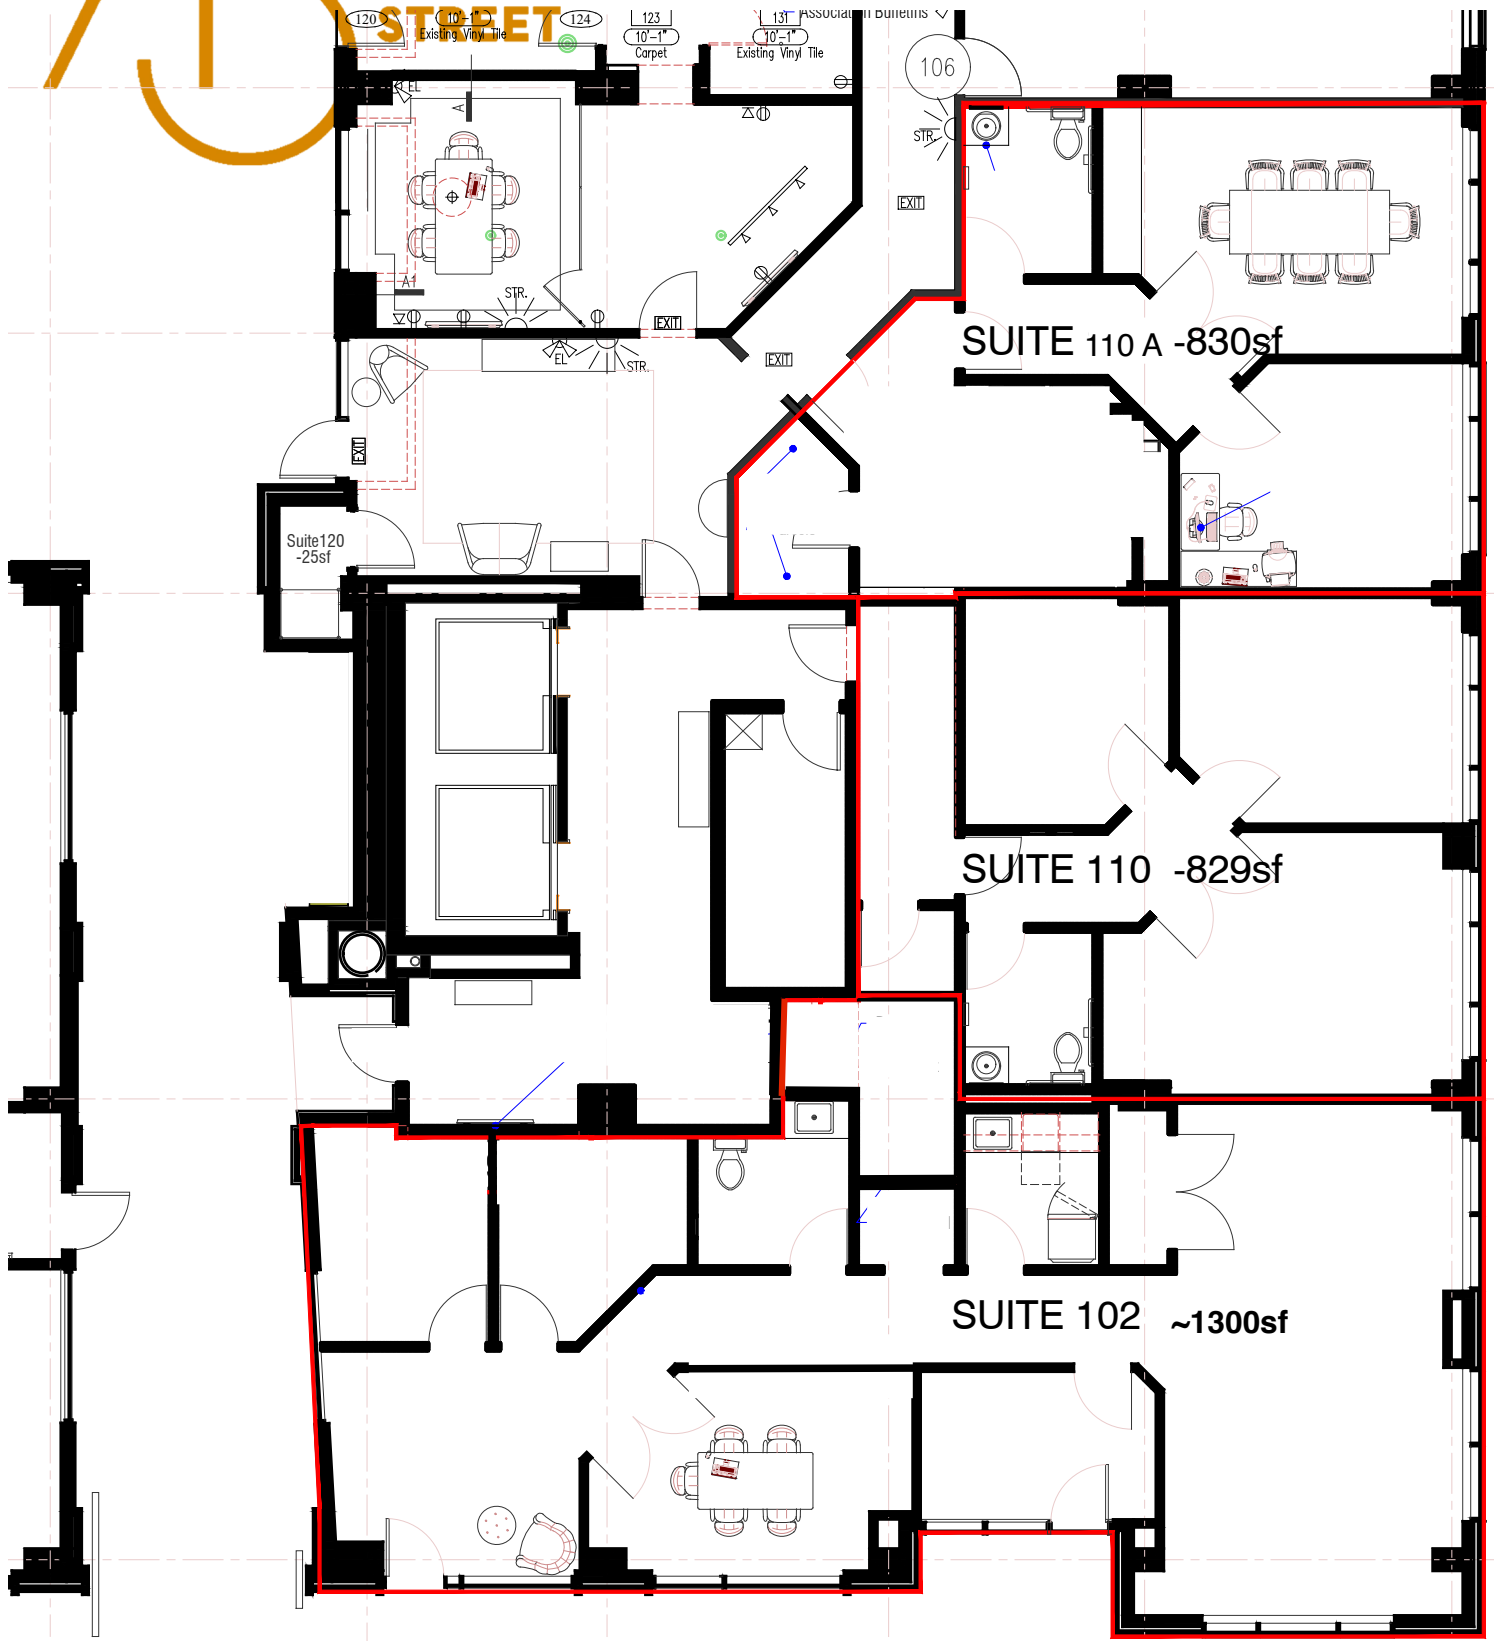 STREET
120
10'-1"
Existing Vinyl Tile
124
123
10'-1"
Carpet
131
10'-1"
Existing Vinyl Tile
Association Bulletins
106
EL
A
STR.
EXIT
A1
STR.
EXIT
EL
STR.
EXIT
SUITE 110 A -830sf
EXIT
Suite120
-25sf
SUITE 110 -829sf
SUITE 102 ~1300sf